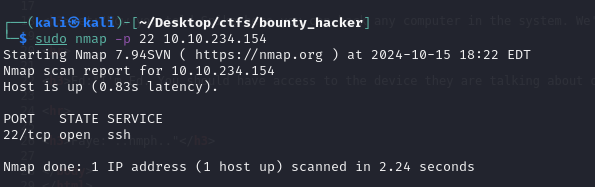 (kali㉿kali)-[~/Desktop/ctfs/bounty_hacker]
$ sudo nmap -p 22 10.10.234.154
Starting Nmap 7.94SVN ( https://nmap.org ) at 2024-10-15 18:22 EDT
Nmap scan report for 10.10.234.154
Host is up (0.83s latency).
PORT   STATE SERVICE
22/tcp open  ssh
Nmap done: 1 IP address (1 host up) scanned in 2.24 seconds